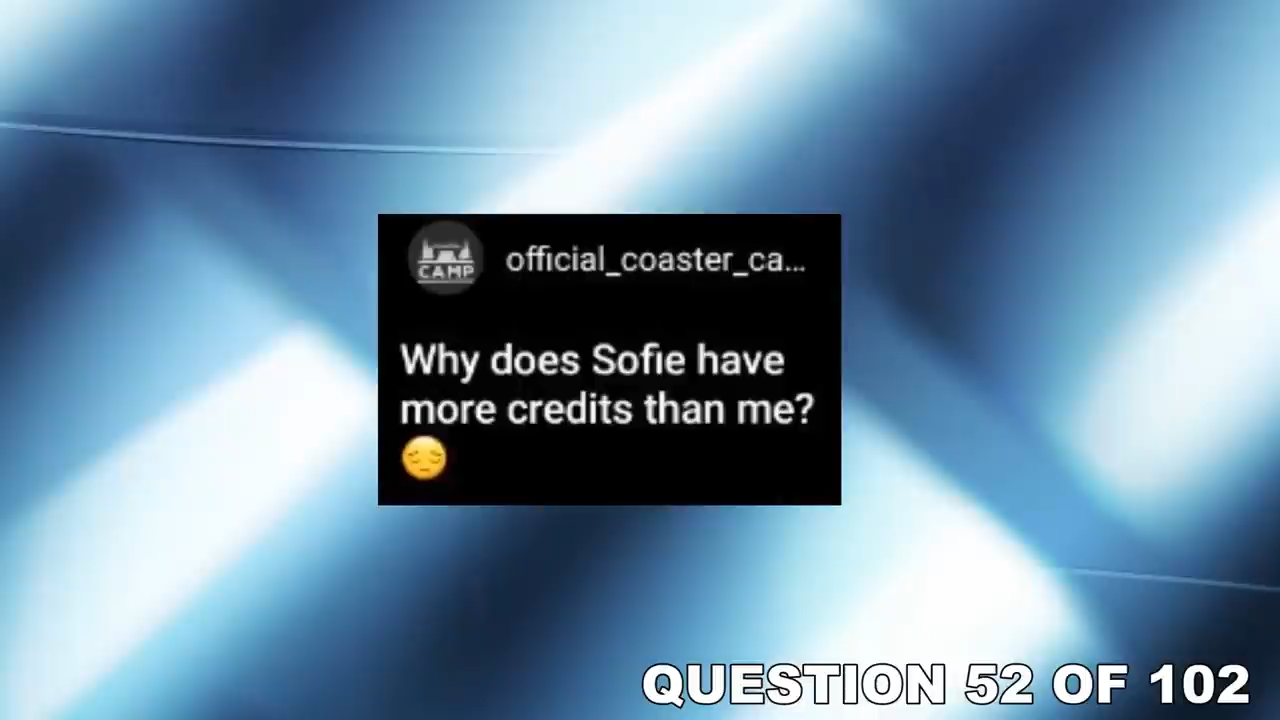 CAMP
official_coaster_ca...
Why does Sofie have
more credits than me?
😔
QUESTION 52 OF 102